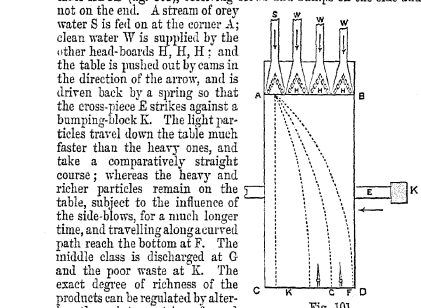 not on the end. A stream of orey
water S is fed on at the corner A;
clean water W is supplied by the
other head-boards H, H, H; and
the table is pushed out by cams in
the direction of the arrow, and is
driven back by a spring so that
the cross-piece E strikes against a
bumping-block K. The light par-
ticles travel down the table much
faster than the heavy ones, and
take a comparatively straight
course; whereas the heavy and
richer particles remain on the
table, subject to the influence of
the side-blows, for a much longer
time, and travelling along a curved
path reach the bottom at F. The
middle class is discharged at G
and the poor waste at K. The
exact degree of richness of the
products can be regulated by alter-
S W W W
H H H
A B
E K
C K C F D
Fig. 101